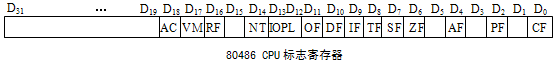 D31 ... D19 D18 D17 D16 D15 D14 D13 D12 D11 D10 D9 D8 D7 D6 D5 D4 D3 D2 D1 D0
AC VM RF NT IOPL OF DF IF TF SF ZF AF PF CF
80486 CPU 标志寄存器